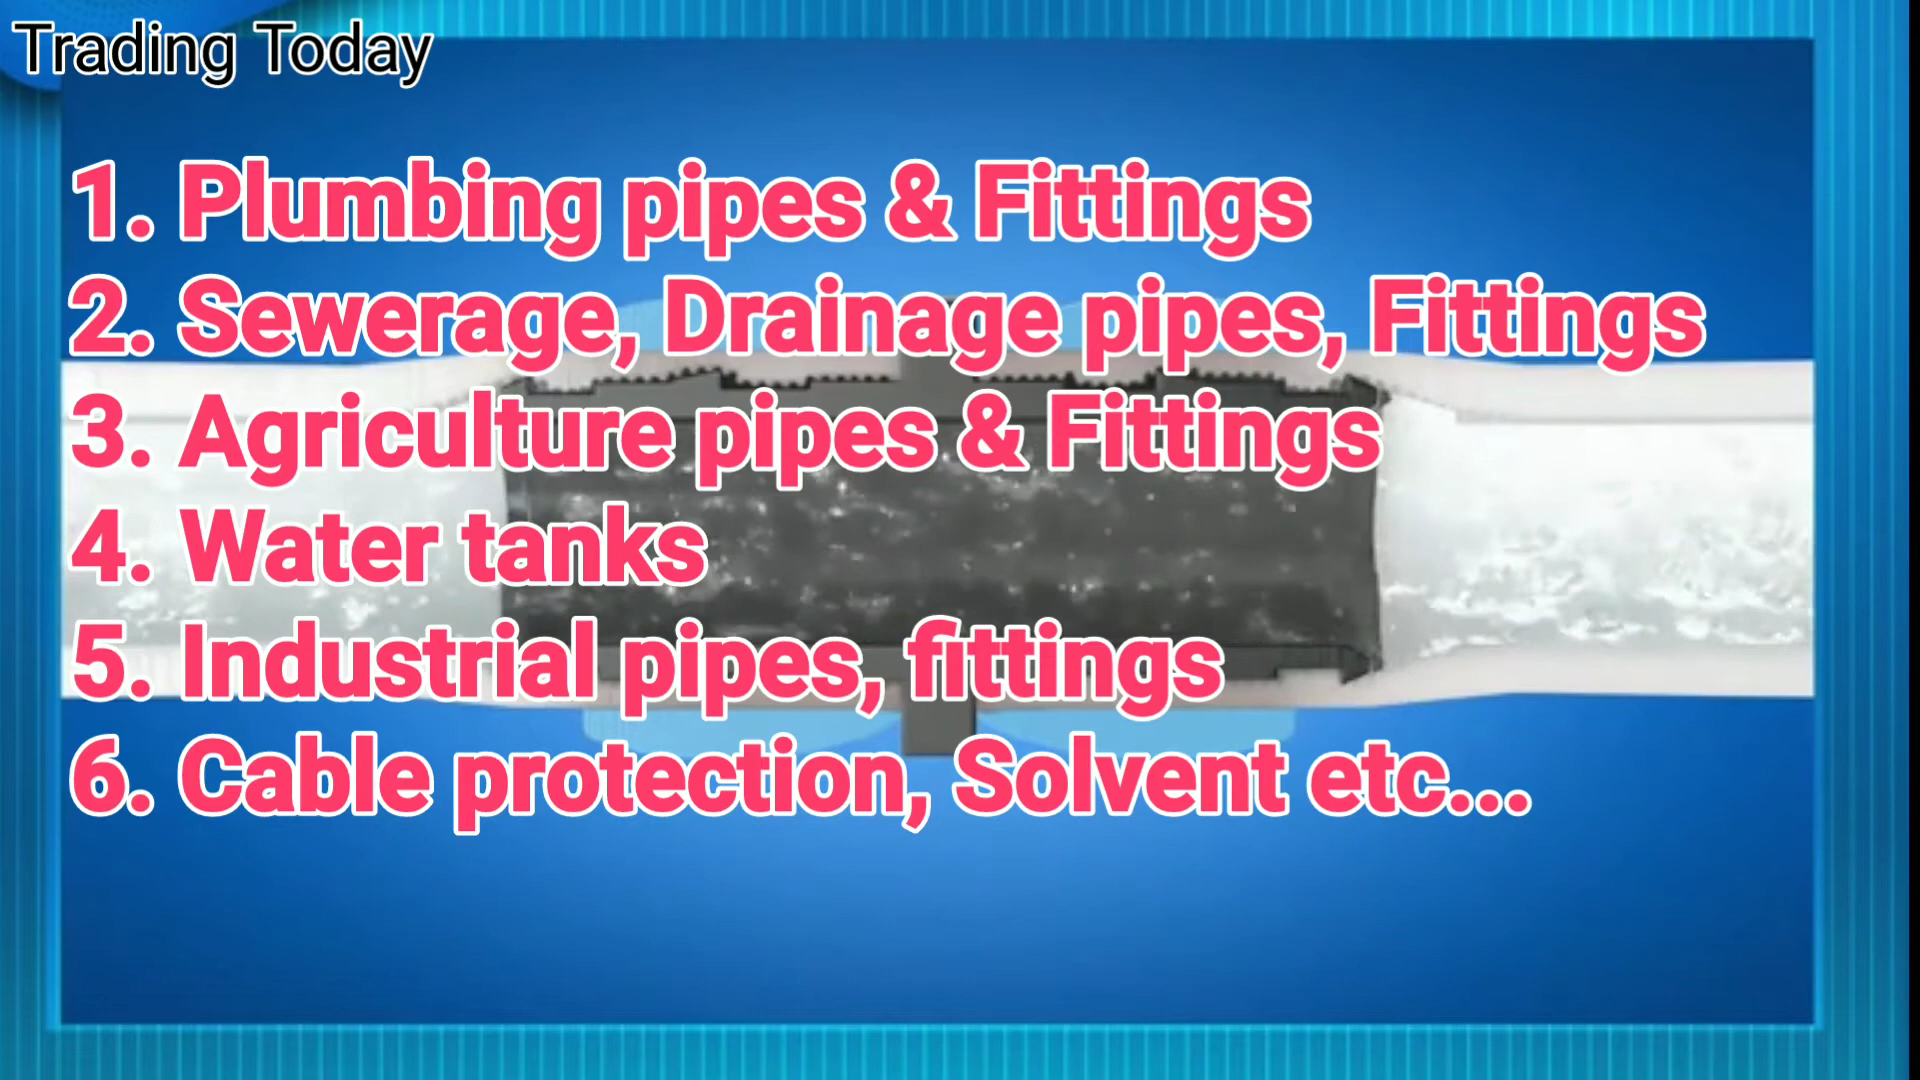 Trading Today
1. Plumbing pipes & Fittings
2. Sewerage, Drainage pipes, Fittings
3. Agriculture pipes & Fittings
4. Water tanks
5. Industrial pipes, fittings
6. Cable protection, Solvent etc...